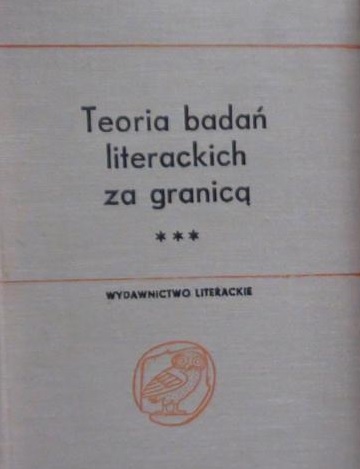 Teoria badań
literackich
za granicą
***
WYDAWNICTWO LITERACKIE